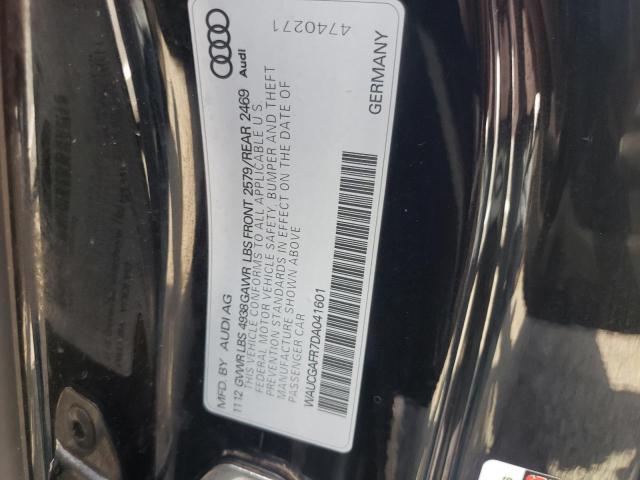 MFD. BY AUDI AG
11 12 GVWR LBS 4938 GAWR LBS FRONT 2579/REAR 2469
THIS VEHICLE CONFORMS TO ALL APPLICABLE U S
FEDERAL MOTOR VEHICLE SAFETY, BUMPER AND THEFT
PREVENTION STANDARDS IN EFFECT ON THE DATE OF
MANUFACTURE SHOWN ABOVE
PASSENGER CAR
WAUCGAFR7DA041601
GERMANY
Audi
4740271